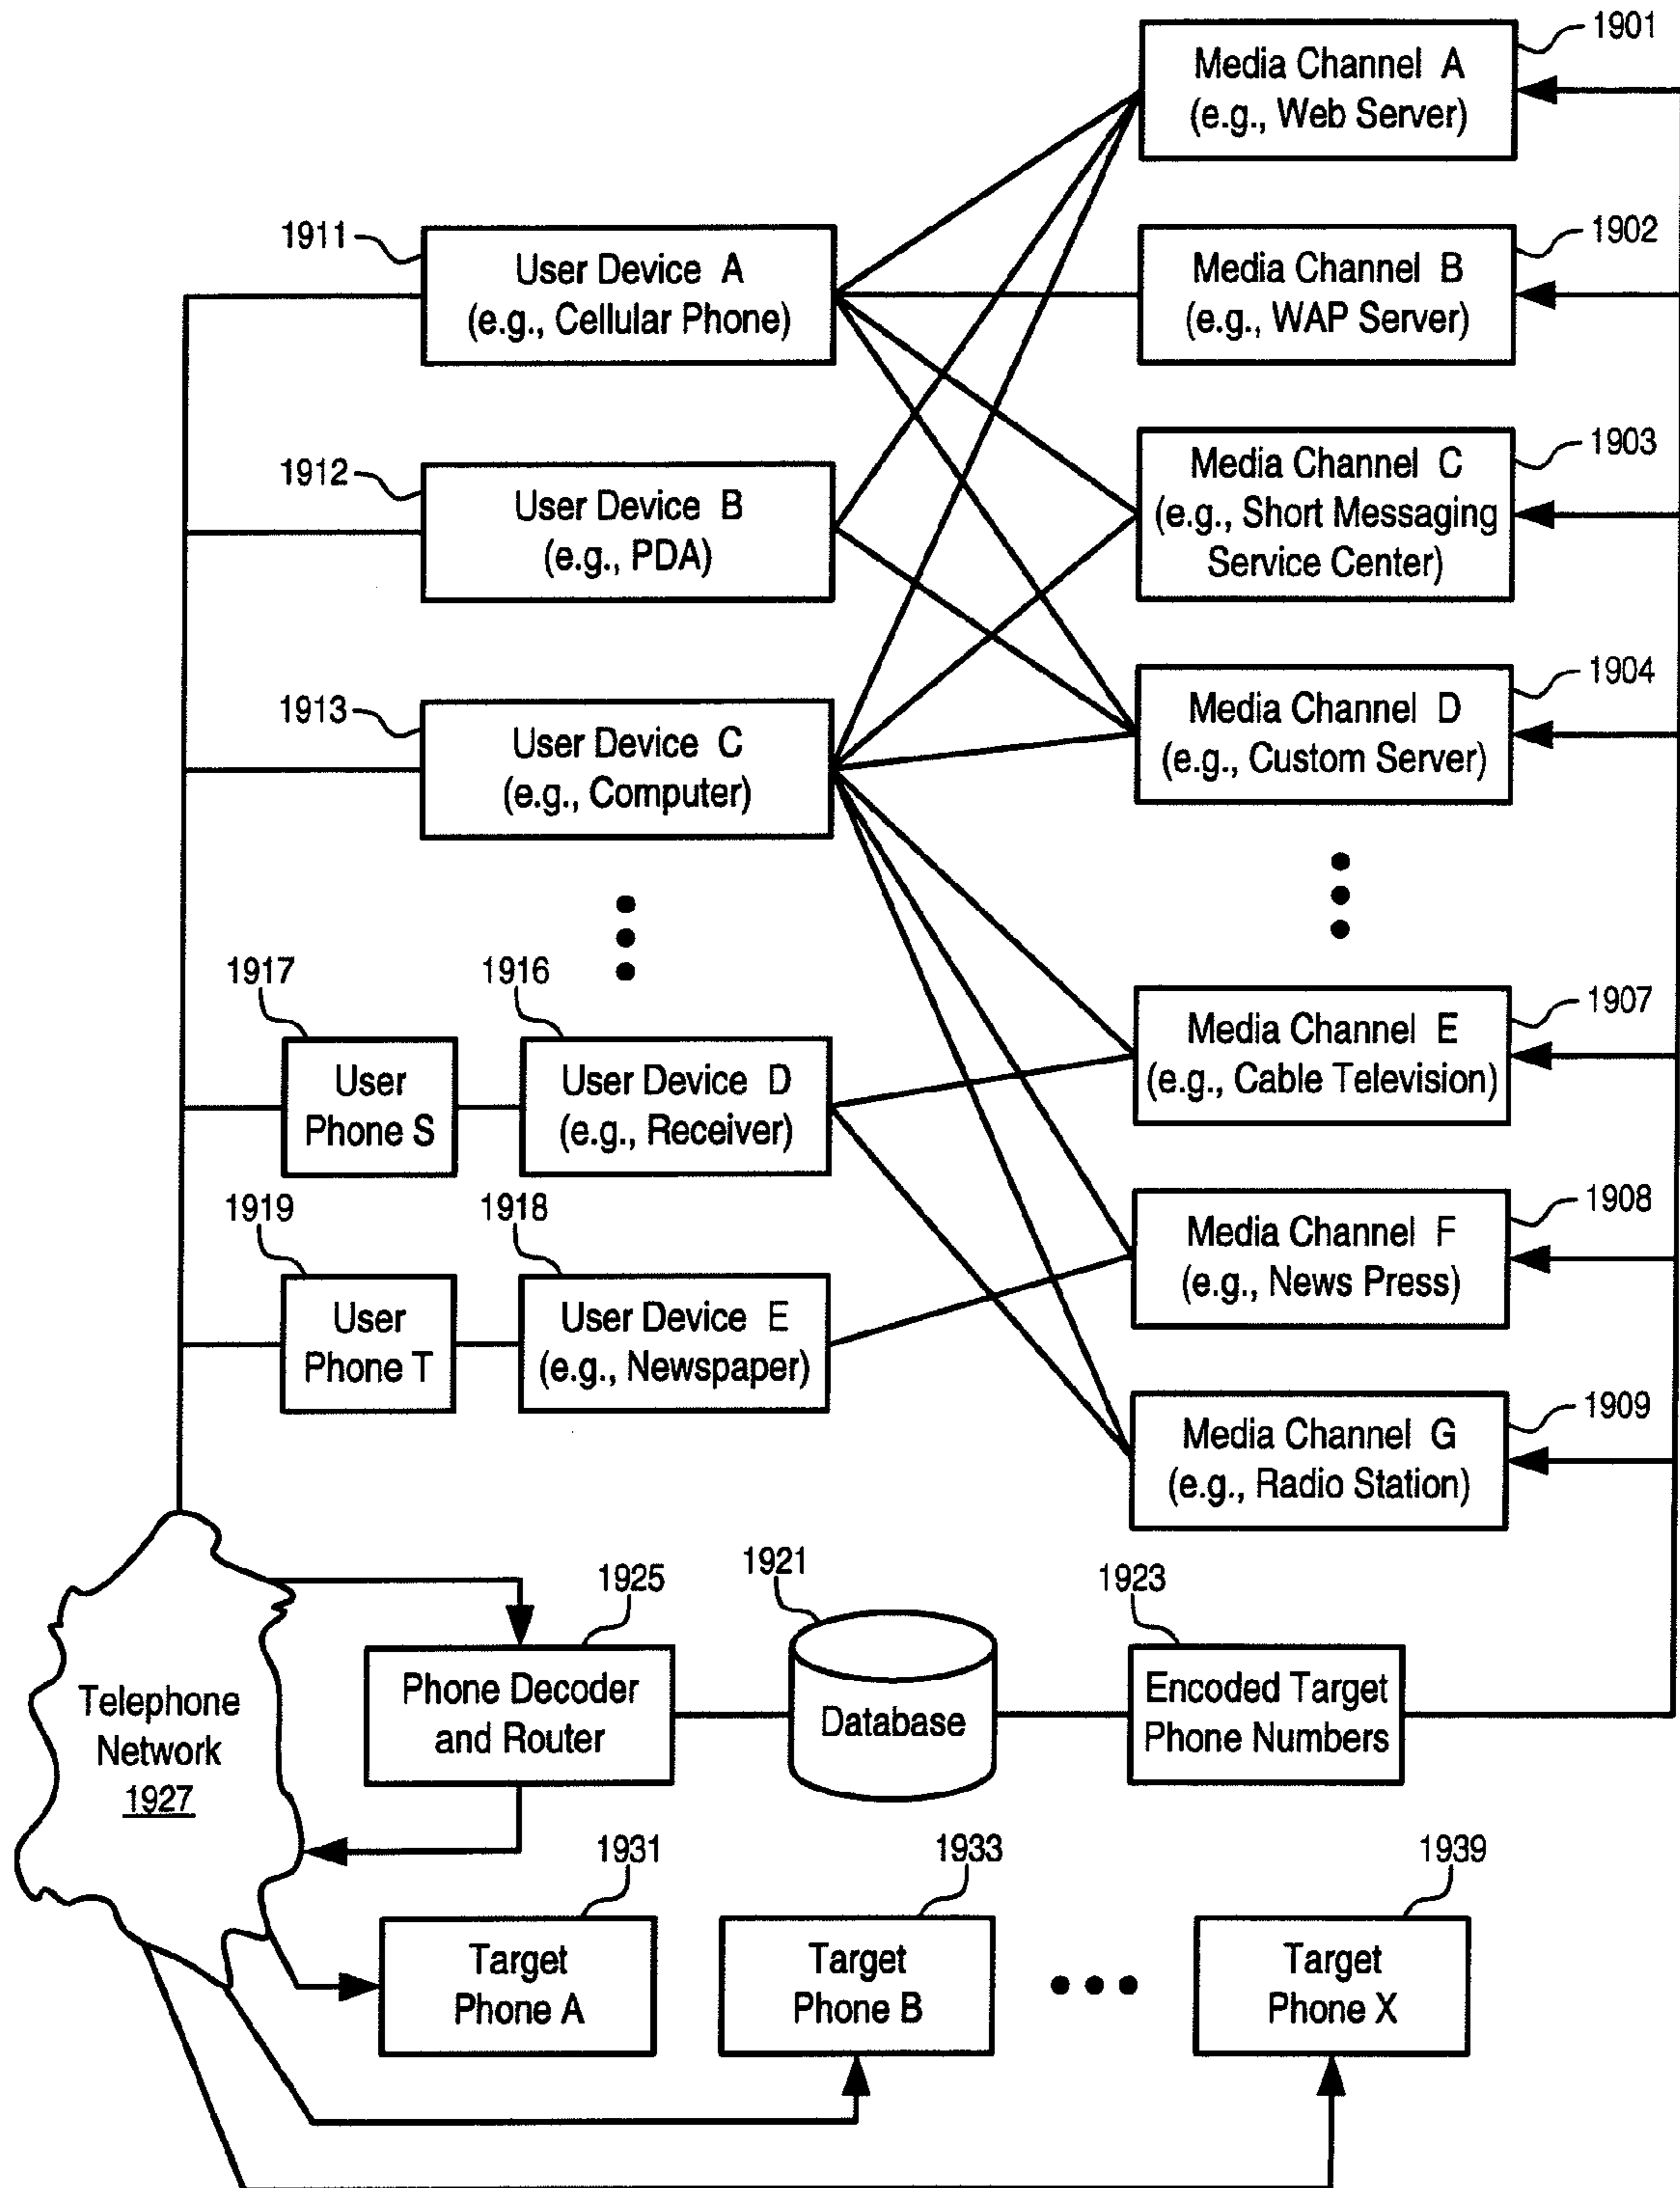 1901
Media Channel A
(e.g., Web Server)
1911
User Device A
(e.g., Cellular Phone)
1902
Media Channel B
(e.g., WAP Server)
1912
User Device B
(e.g., PDA)
1903
Media Channel C
(e.g., Short Messaging
Service Center)
1913
User Device C
(e.g., Computer)
1904
Media Channel D
(e.g., Custom Server)
1917
User
Phone S
1916
User Device D
(e.g., Receiver)
1907
Media Channel E
(e.g., Cable Television)
1919
User
Phone T
1918
User Device E
(e.g., Newspaper)
1908
Media Channel F
(e.g., News Press)
1909
Media Channel G
(e.g., Radio Station)
Telephone
Network
1927
1925
Phone Decoder
and Router
1921
Database
1923
Encoded Target
Phone Numbers
1931
Target
Phone A
1933
Target
Phone B
1939
Target
Phone X